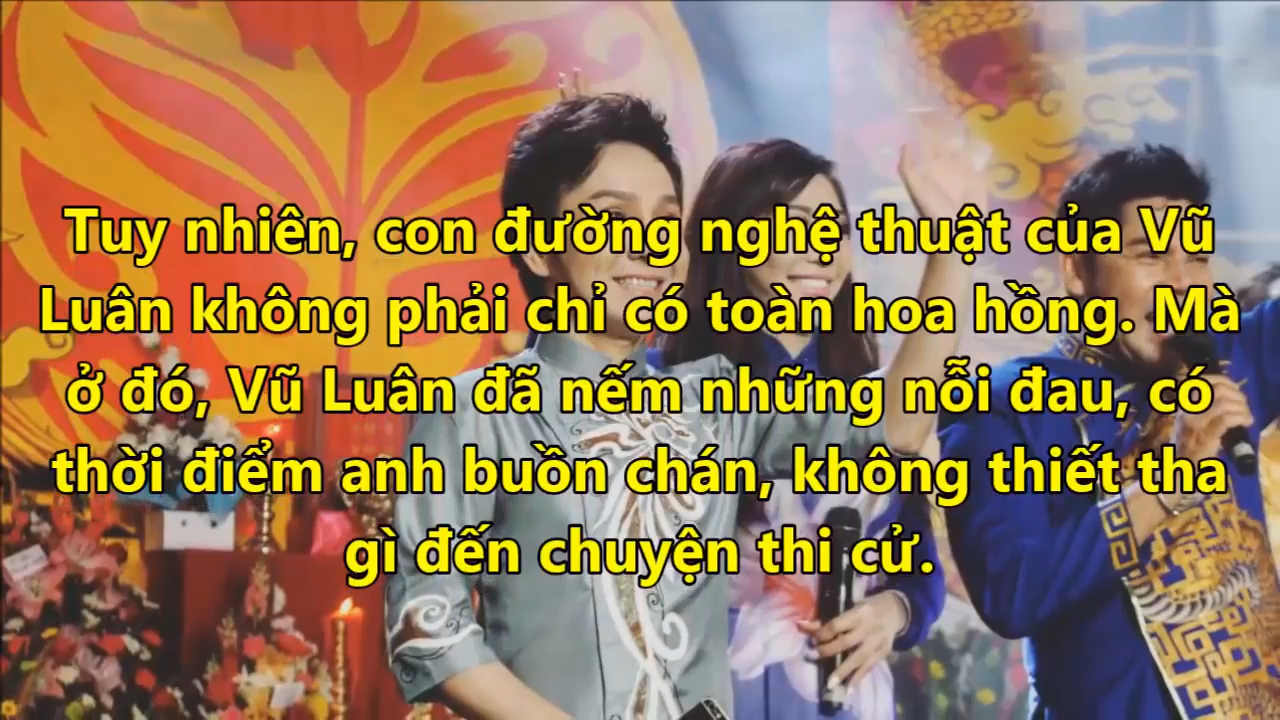 Tuy nhiên, con đường nghệ thuật của Vũ
Luân không phải chỉ có toàn hoa hồng. Mà
ở đó, Vũ Luân đã nếm những nỗi đau, có
thời điểm anh buồn chán, không thiết tha
gì đến chuyện thi cử.